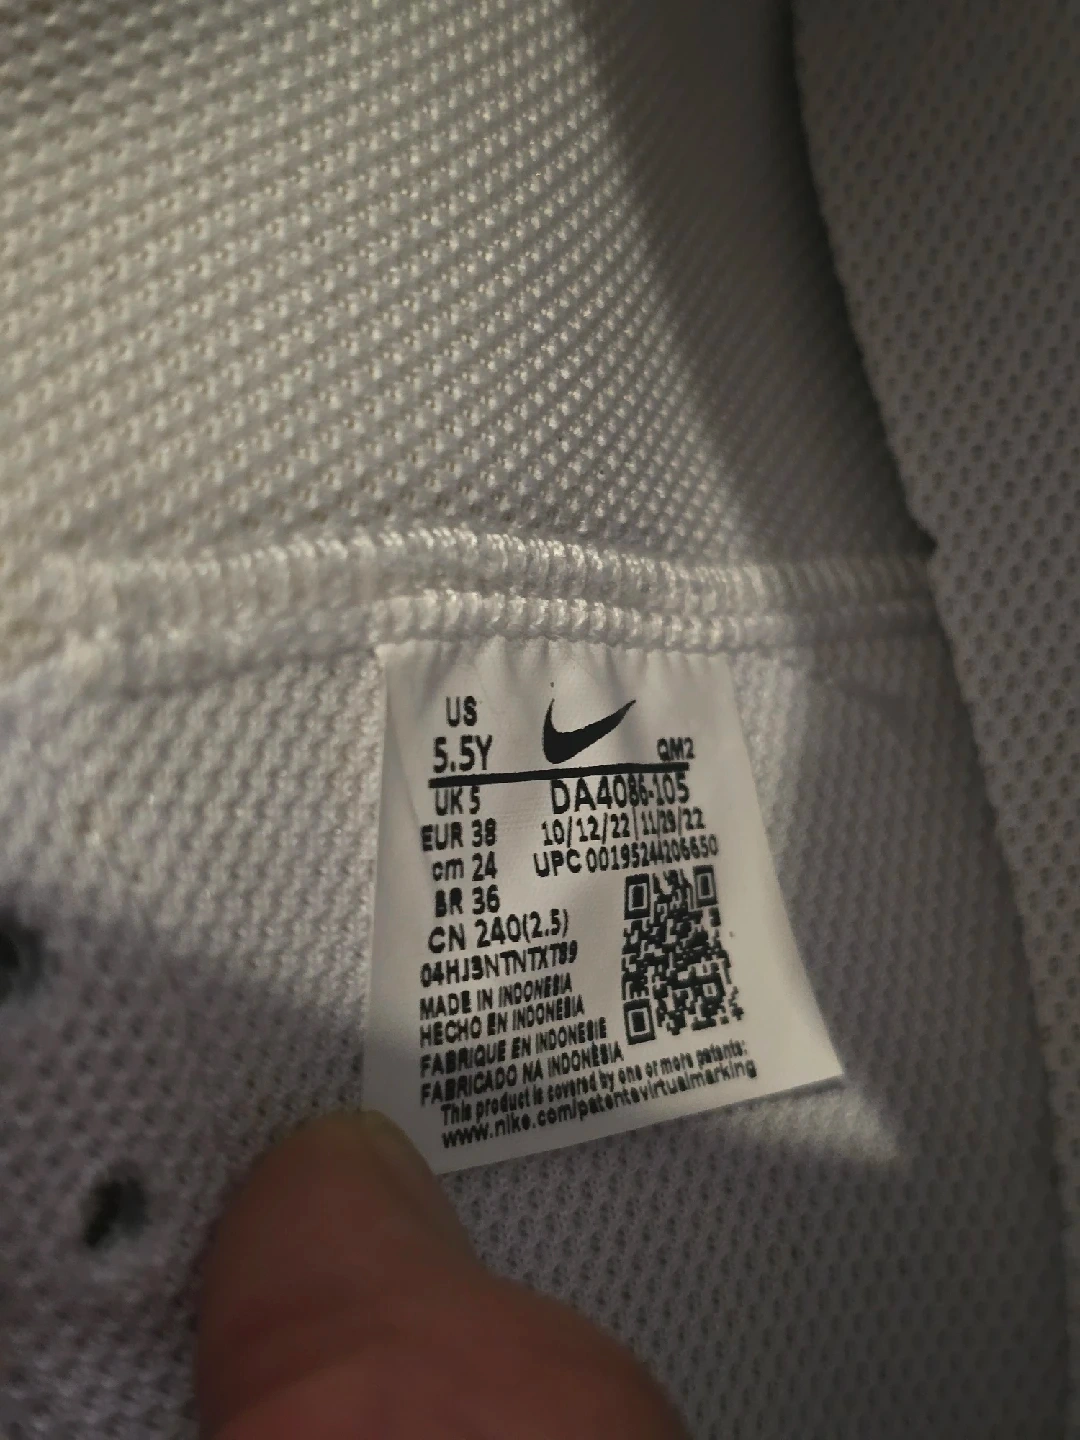 US
5.5Y
QM2
UK 5
DA4086-105
EUR 38
10/12/22 11/29/22
cm 24
UPC 00195244206650
BR 36
CN 240(2.5)
04HJ3NTNTXT89
MADE IN INDONESIA
HECHO EN INDONESIA
FABRIQUE EN INDONESIE
FABRICADO NA INDONÈSIA
This product is covered by one or more patents:
www.nike.com/patentsvirtualmarking